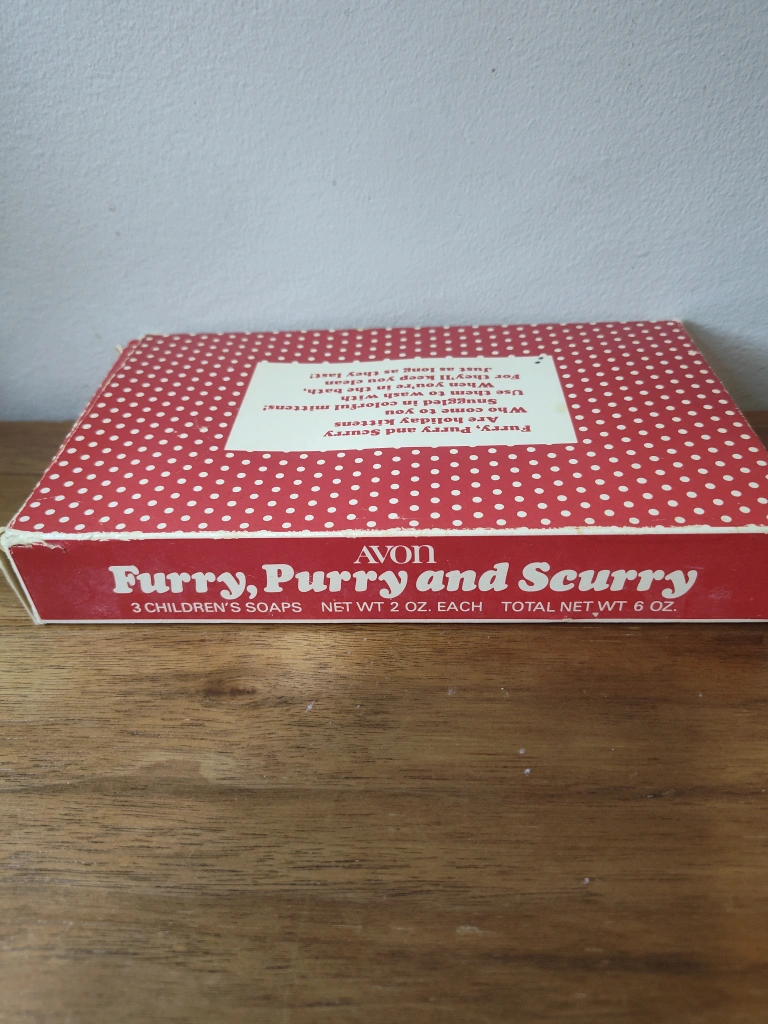 Furry, Purry and Scurry
Are holiday kittens
Who come to you
Snuggled in colorful mittens!
Use them to wash with
When you're in the bath,
For they'll keep you clean
Just as long as they last!
AVON
Furry, Purry and Scurry
3 CHILDREN'S SOAPS NET WT 2 OZ. EACH TOTAL NET WT 6 OZ.